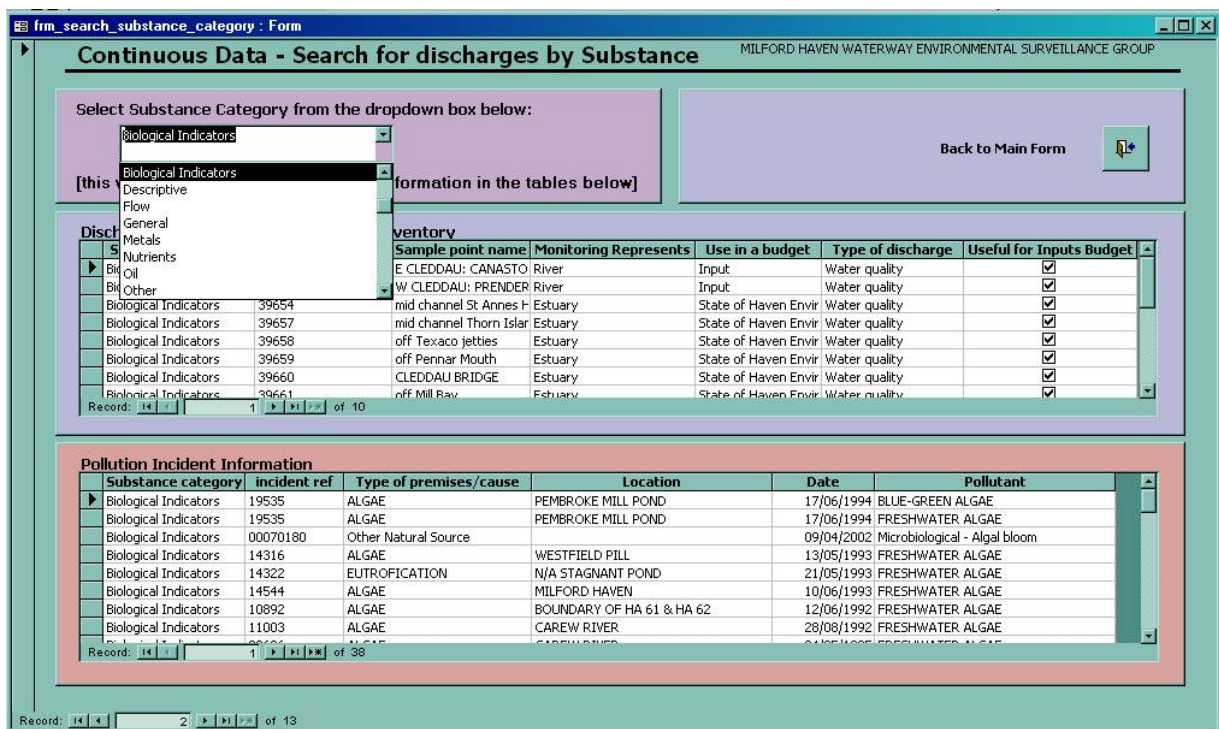 frm_search_substance_category : Form
Continuous Data - Search for discharges by Substance
MILFORD HAVEN WATERWAY ENVIRONMENTAL SURVEILLANCE GROUP
Select Substance Category from the dropdown box below:
Biological Indicators
Back to Main Form
Biological Indicators
Descriptive
Flow
General
Metals
Nutrients
Oil
Other
[this formation in the tables below]
Sample point name Monitoring Represents Use in a budget Type of discharge Useful for Inputs Budget
E CLEDDAU: CANASTO River Input Water quality
W CLEDDAU: PRENDER River Input Water quality
Biological Indicators 39654 mid channel St Annes H Estuary State of Haven Envir Water quality
Biological Indicators 39657 mid channel Thorn Islar Estuary State of Haven Envir Water quality
Biological Indicators 39658 off Texaco jetties Estuary State of Haven Envir Water quality
Biological Indicators 39659 off Pennar Mouth Estuary State of Haven Envir Water quality
Biological Indicators 39660 CLEDDAU BRIDGE Estuary State of Haven Envir Water quality
Biological Indicators 39661 off Mill Bay Estuary State of Haven Envir Water quality
Record: 1 of 10
Pollution Incident Information
Substance category incident ref Type of premises/cause Location Date Pollutant
Biological Indicators 19535 ALGAE PEMBROKE MILL POND 17/06/1994 BLUE-GREEN ALGAE
Biological Indicators 19535 ALGAE PEMBROKE MILL POND 17/06/1994 FRESHWATER ALGAE
Biological Indicators 00070180 Other Natural Source 09/04/2002 Microbiological - Algal bloom
Biological Indicators 14316 ALGAE WESTFIELD PILL 13/05/1993 FRESHWATER ALGAE
Biological Indicators 14322 EUTROFICATION N/A STAGNANT POND 21/05/1993 FRESHWATER ALGAE
Biological Indicators 14544 ALGAE MILFORD HAVEN 10/06/1993 FRESHWATER ALGAE
Biological Indicators 10892 ALGAE BOUNDARY OF HA 61 & HA 62 12/06/1992 FRESHWATER ALGAE
Biological Indicators 11003 ALGAE CAREW RIVER 28/08/1992 FRESHWATER ALGAE
Record: 1 of 38
Record: 2 of 13